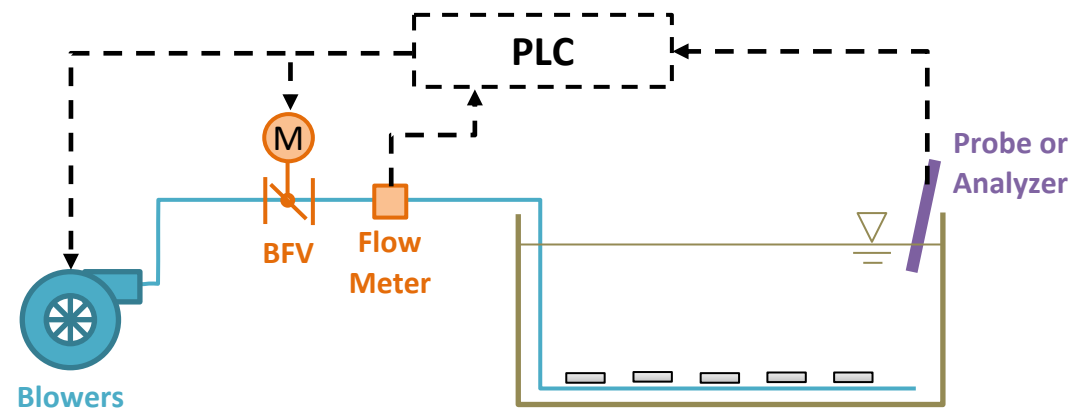 PLC
M
Probe or
Analyzer
BFV
Flow
Meter
Blowers